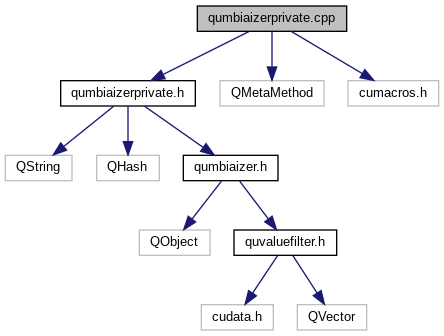 qumbiaizerprivate.cpp
qumbiaizerprivate.h
QMetaMethod
cumacros.h
QString
QHash
qumbiaizer.h
QObject
quvaluefilter.h
cudata.h
QVector